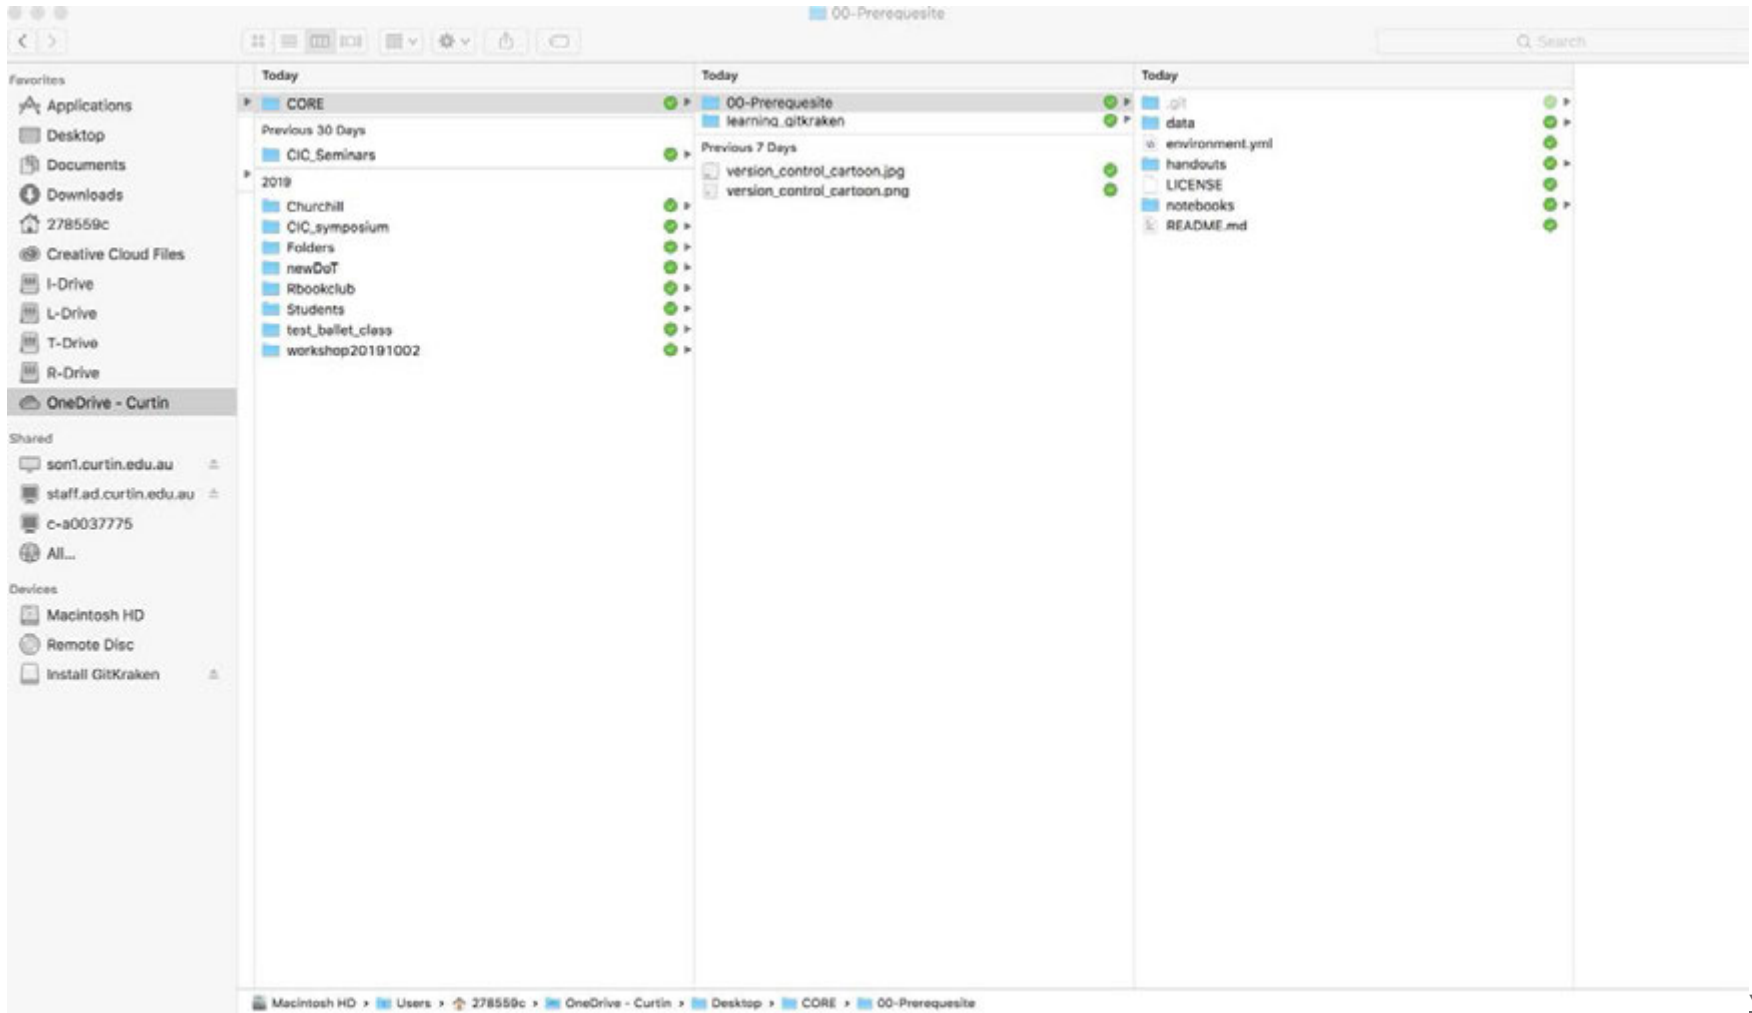 00-Prerequesite
Search
Favorites
Applications
Desktop
Documents
Downloads
278559c
Creative Cloud Files
I-Drive
L-Drive
T-Drive
R-Drive
OneDrive - Curtin
Shared
son1.curtin.edu.au
staff.ad.curtin.edu.au
c-a0037775
All...
Devices
Macintosh HD
Remote Disc
Install GitKraken
Today
CORE
Previous 30 Days
CIC_Seminars
2019
Churchill
CIC_symposium
Folders
newDoT
Rbookclub
Students
test_ballet_class
workshop20191002
Today
00-Prerequesite
learning_gitkraken
Previous 7 Days
version_control_cartoon.jpg
version_control_cartoon.png
Today
.git
data
environment.yml
handouts
LICENSE
notebooks
README.md
Macintosh HD › Users › 278559c › OneDrive - Curtin › Desktop › CORE › 00-Prerequesite